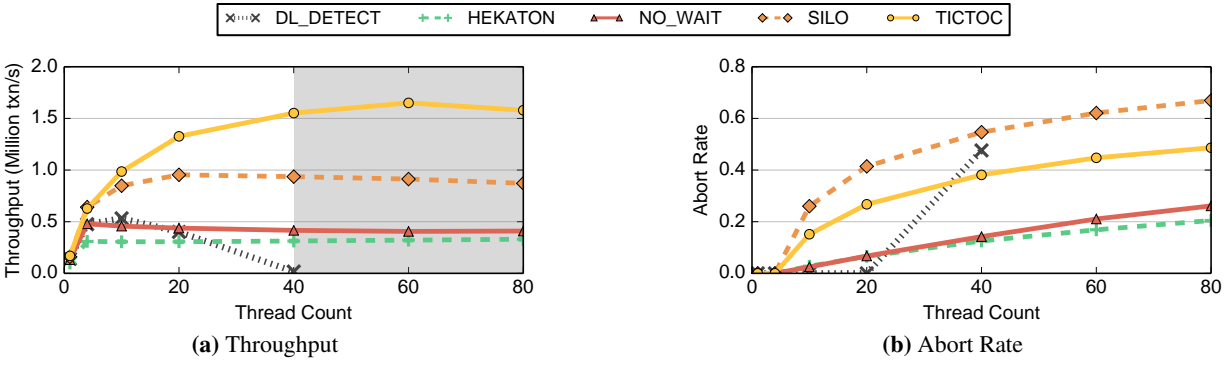 DL_DETECT HEKATON NO_WAIT SILO TICTOC
Throughput (Million txn/s)
2.0
1.5
1.0
0.5
0.0
0 20 40 60 80
Thread Count
(a) Throughput
Abort Rate
0.8
0.6
0.4
0.2
0.0
0 20 40 60 80
Thread Count
(b) Abort Rate